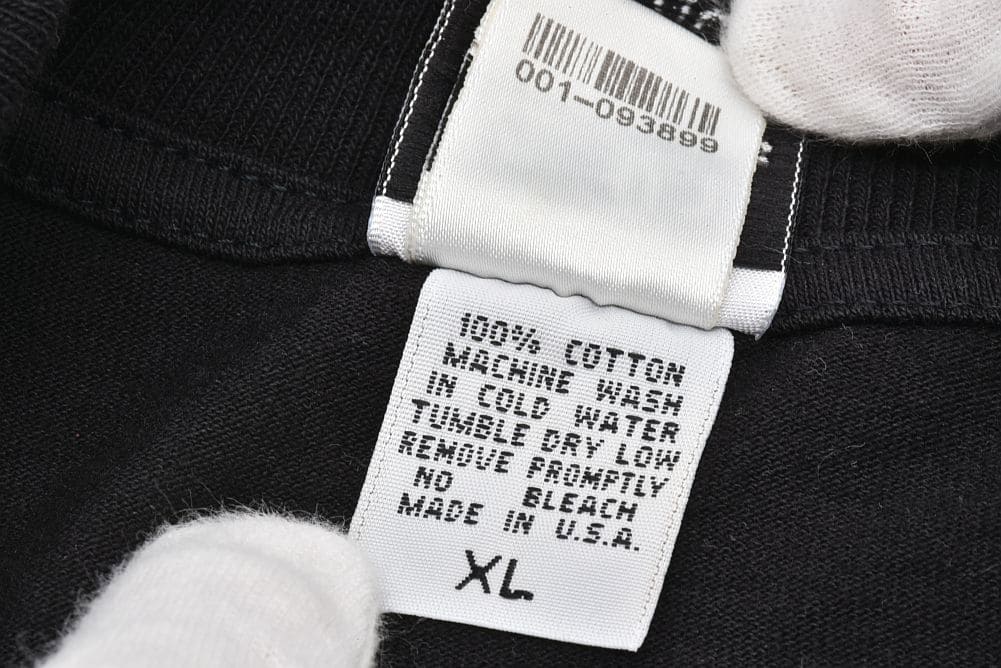 001-093899
100% COTTON
MACHINE WASH
IN COLD WATER
TUMBLE DRY LOW
REMOVE PROMPTLY
NO BLEACH
MADE IN U.S.A.
XL